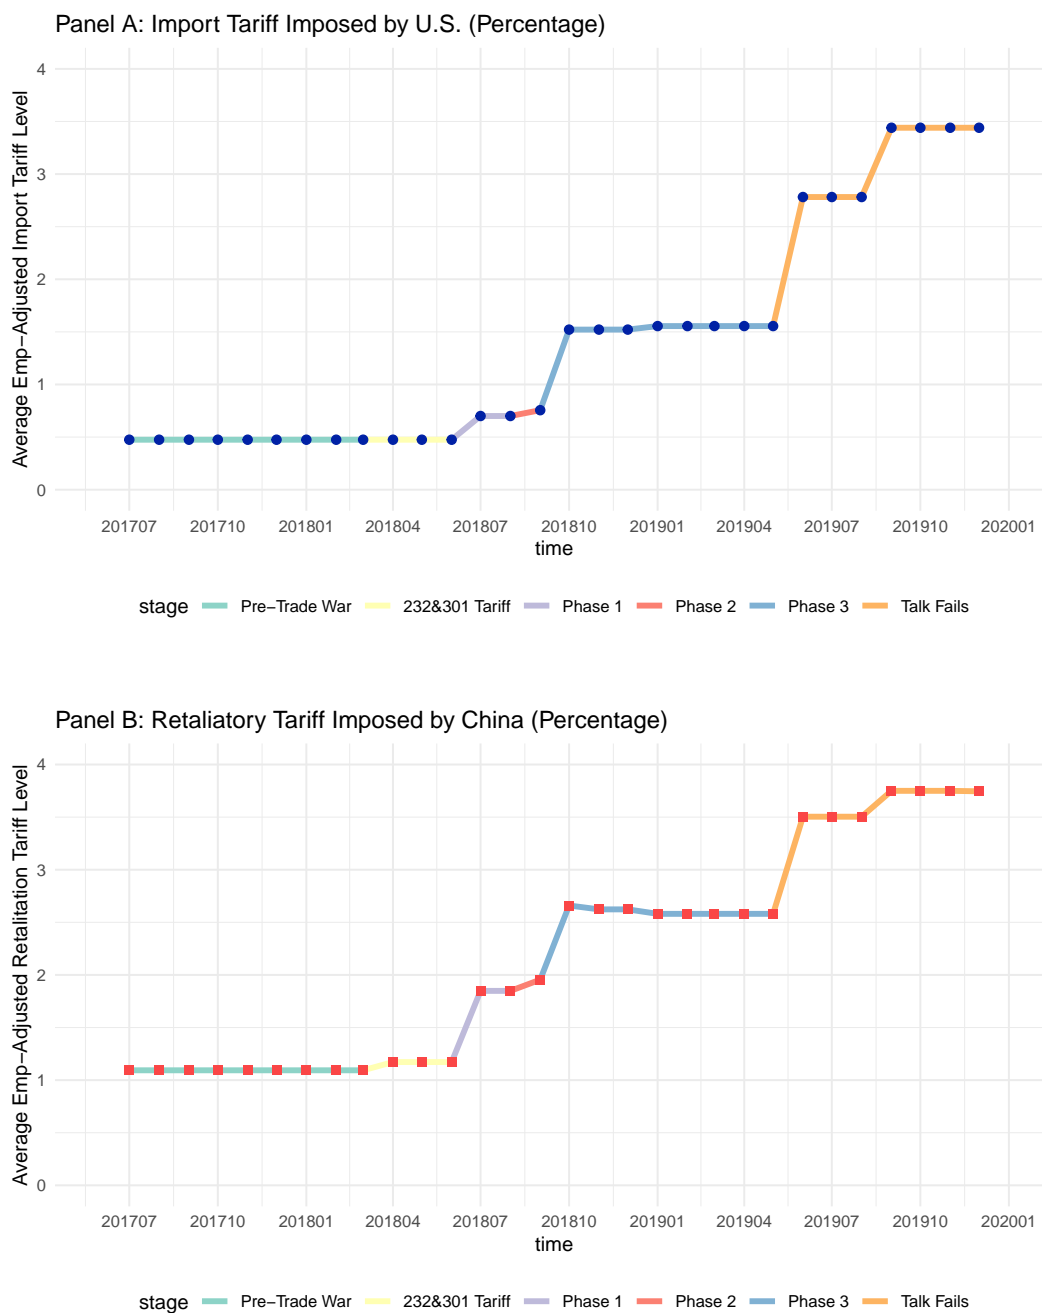 Panel A: Import Tariff Imposed by U.S. (Percentage)
Average Emp−Adjusted Import Tariff Level
4
3
2
1
0
201707 201710 201801 201804 201807 201810 201901 201904 201907 201910 202001
time
stage Pre−Trade War 232&301 Tariff Phase 1 Phase 2 Phase 3 Talk Fails
Panel B: Retaliatory Tariff Imposed by China (Percentage)
Average Emp−Adjusted Retalitation Tariff Level
4
3
2
1
0
201707 201710 201801 201804 201807 201810 201901 201904 201907 201910 202001
time
stage Pre−Trade War 232&301 Tariff Phase 1 Phase 2 Phase 3 Talk Fails